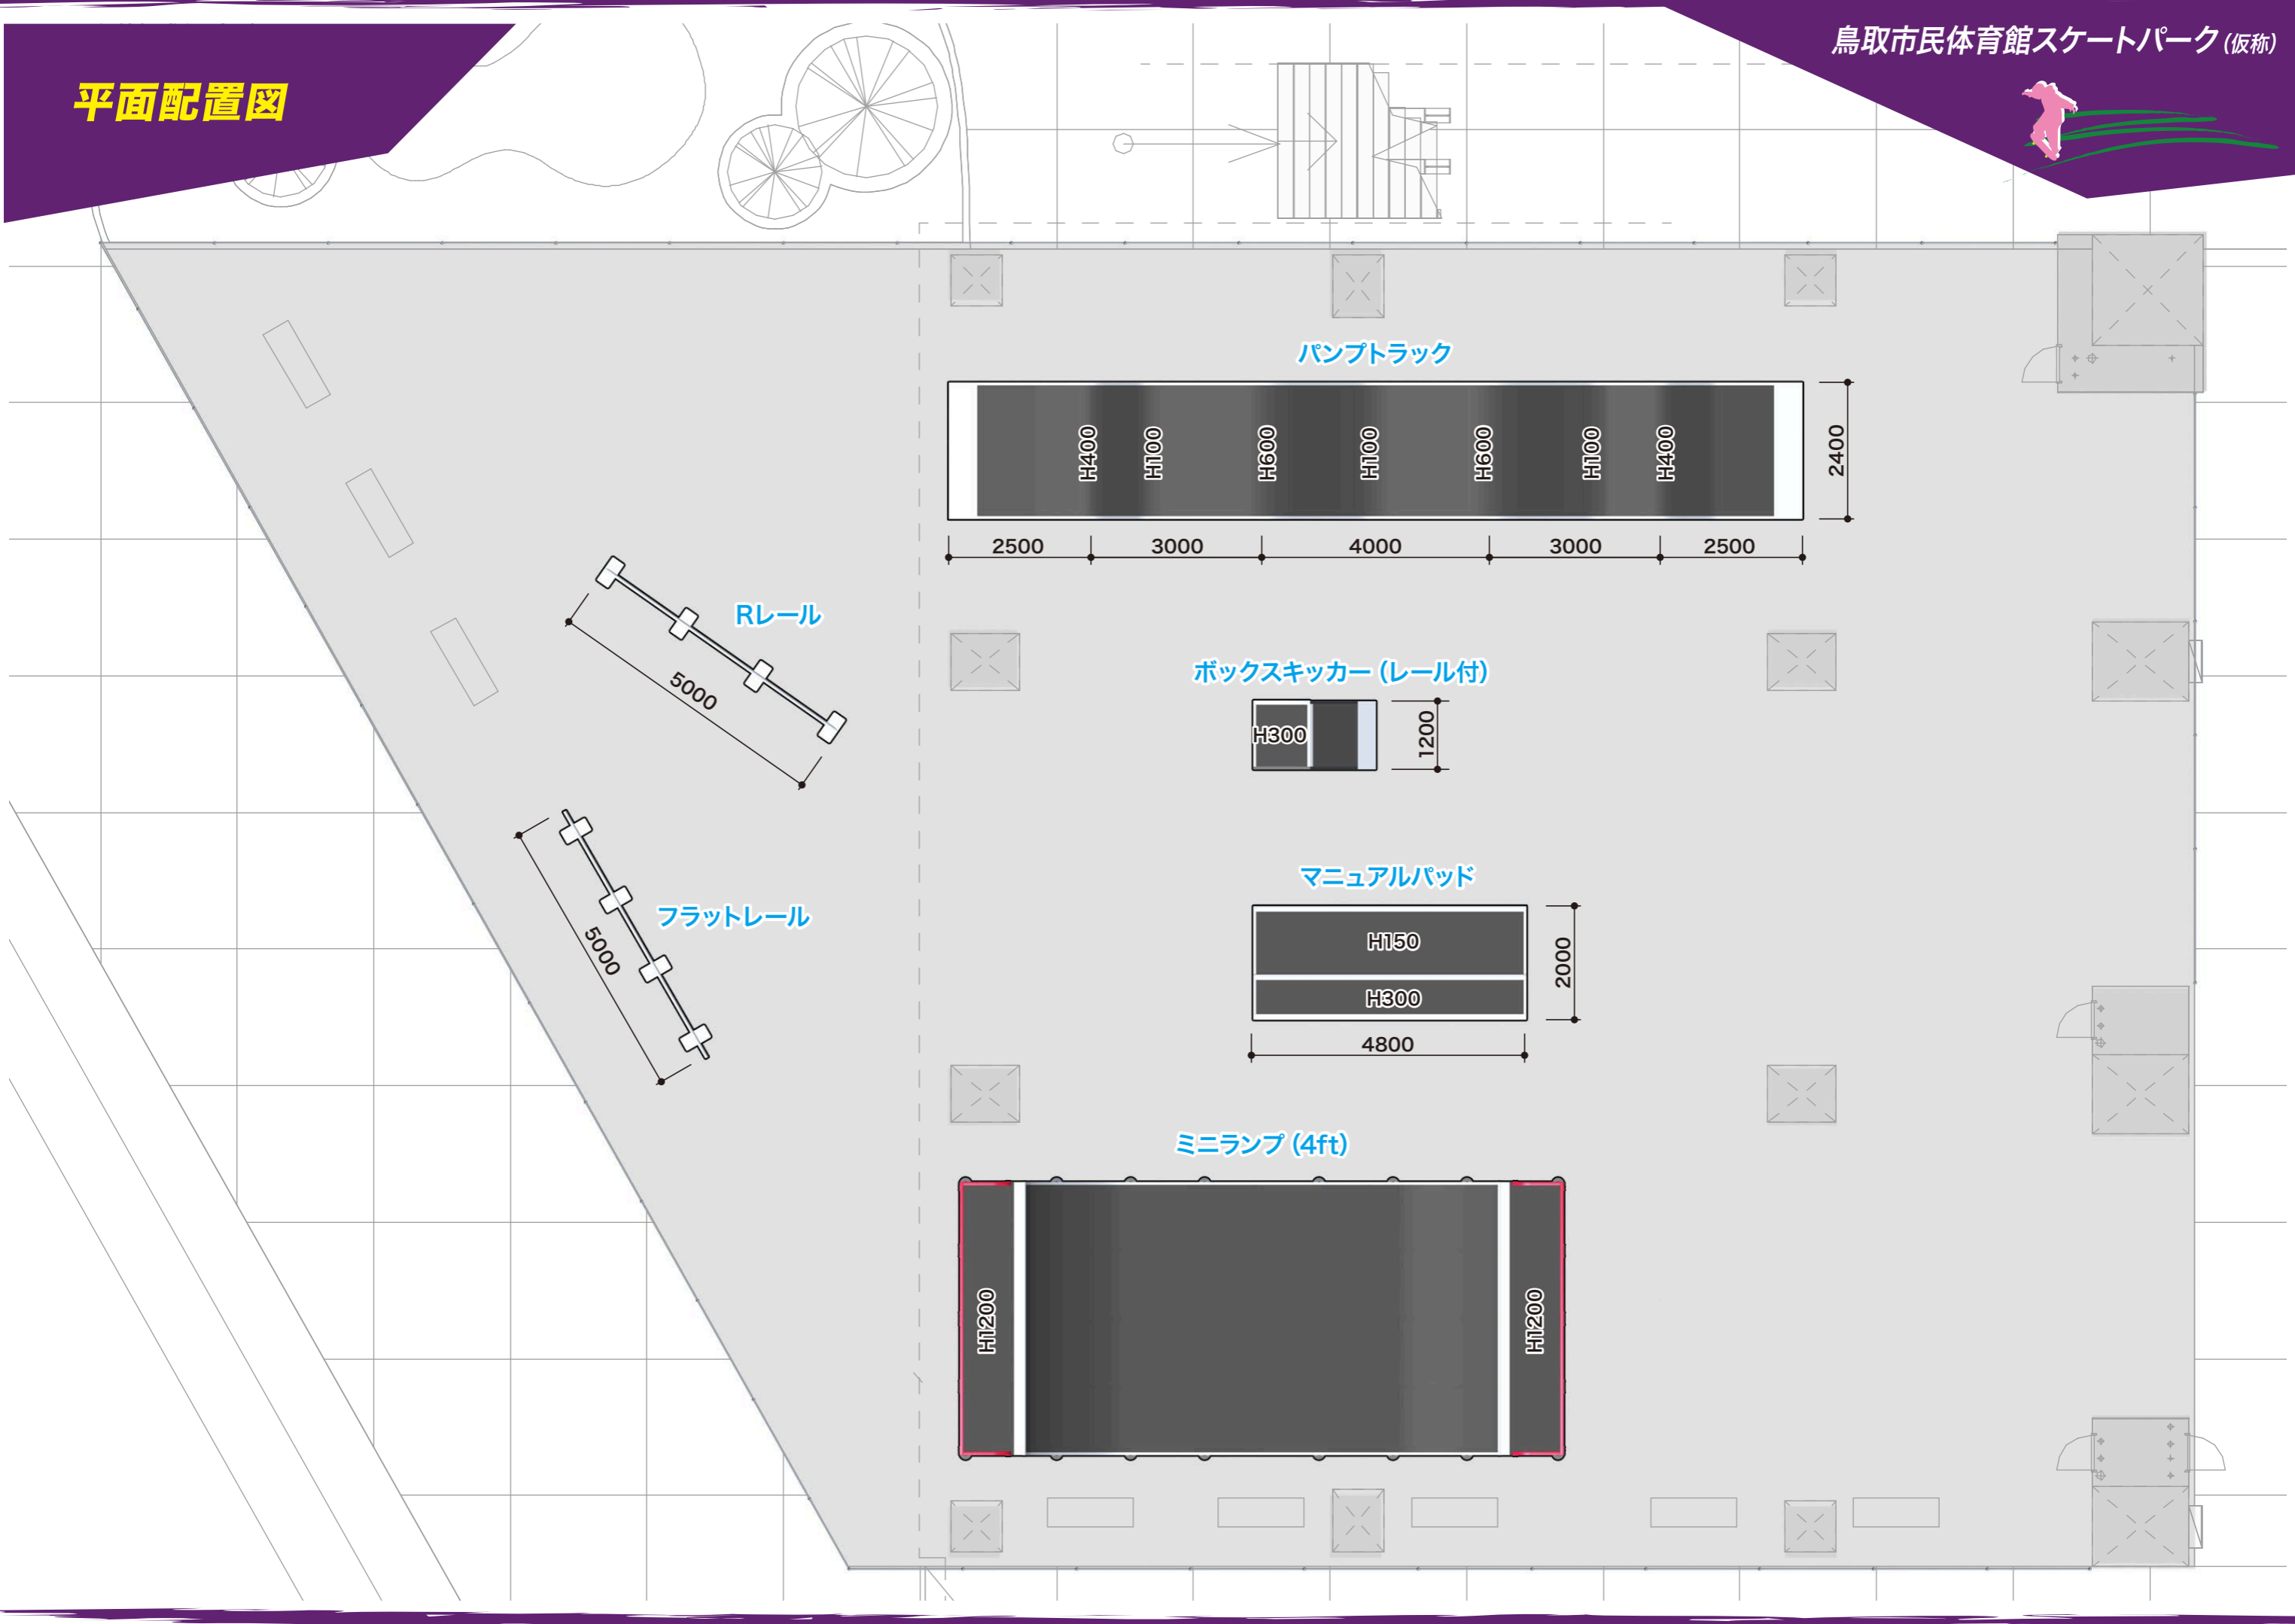 平面配置図
鳥取市民体育館スケートパーク(仮称)
パンプトラック
H400
H100
H600
H100
H600
H100
H400
2400
2500
3000
4000
3000
2500
Rレール
5000
ボックスキッカー(レール付)
H300
1200
マニュアルパッド
H150
H300
2000
4800
フラットレール
5000
ミニランプ(4ft)
H1200
H1200